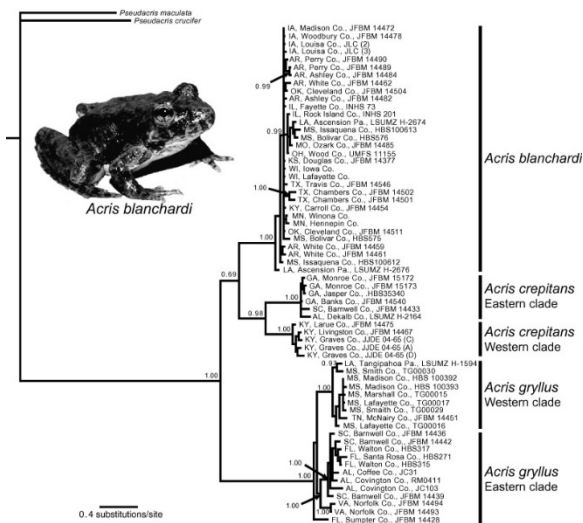 Pseudacris maculata
Pseudacris crucifer
IA, Madison Co., JFBM 14472
IA, Woodbury Co., JFBM 14478
IA, Louisa Co., JLC (2)
IA, Louisa Co., JLC (3)
AR, Perry Co., JFBM 14490
AR, Perry Co., JFBM 14489
AR, Ashley Co., JFBM 14484
0.99
AR, White Co., JFBM 14462
OK, Cleveland Co., JFBM 14504
AR, Ashley Co., JFBM 14482
IL, Fayette Co., INHS 73
IL, Rock Island Co., INHS 201
LA, Ascension Pa., LSUMZ H-2674
0.99
MS, Issaquena Co., HBS100613
MS, Bolivar Co., HBS576
MO, Ozark Co., JFBM 14485
OH, Wood Co., UMFS 11155
KS, Douglas Co., JFBM 14377
WI, Iowa Co.
WI, Lafayette Co.
TX, Travis Co., JFBM 14546
1.00
TX, Chambers Co., JFBM 14502
TX, Chambers Co., JFBM 14501
KY, Carroll Co., JFBM 14454
MN, Winona Co.
MN, Hennepin Co.
OK, Cleveland Co., JFBM 14511
MS, Bolivar Co., HBS575
AR, White Co., JFBM 14459
1.00
AR, White Co., JFBM 14461
MS, Issaquena Co., HBS100612
LA, Ascension Pa., LSUMZ H-2676
Acris blanchardi
Acris blanchardi
0.69
GA, Monroe Co., JFBM 15172
GA, Monroe Co., JFBM 15173
GA, Jasper Co., HBS35340
1.00
GA, Banks Co., JFBM 14540
SC, Barnwell Co., JFBM 14433
AL, Dekalb Co., LSUMZ H-2164
Acris crepitans
Eastern clade
0.98
KY, Larue Co., JFBM 14475
KY, Livingston Co., JFBM 14467
1.00
KY, Graves Co., JJDE 04-65 (C)
KY, Graves Co., JJDE 04-65 (A)
KY, Graves Co., JJDE 04-65 (D)
Acris crepitans
Western clade
1.00
0.93
LA, Tangipahoa Pa., LSUMZ H-1594
MS, Smith Co., TG00030
MS, Madison Co., HBS 100392
MS, Madison Co., HBS 100393
1.00
MS, Marshall Co., TG00015
MS, Lafayette Co., TG00017
MS, Smaith Co., TG00029
TN, McNairy Co., JFBM 14451
MS, Lafayette Co., TG00016
Acris gryllus
Western clade
SC, Barnwell Co., JFBM 14436
SC, Barnwell Co., JFBM 14442
FL, Walton Co., HBS317
FL, Santa Rosa Co., HBS271
FL, Walton Co., HBS315
1.00
AL, Coffee Co., JC31
AL, Covington Co., RM0411
1.00
AL, Covington Co., JC103
SC, Barnwell Co., JFBM 14439
VA, Norfolk Co., JFBM 14494
1.00
VA, Norfolk Co., JFBM 14493
FL, Sumpter Co., JFBM 14428
Acris gryllus
Eastern clade
0.4 substitutions/site